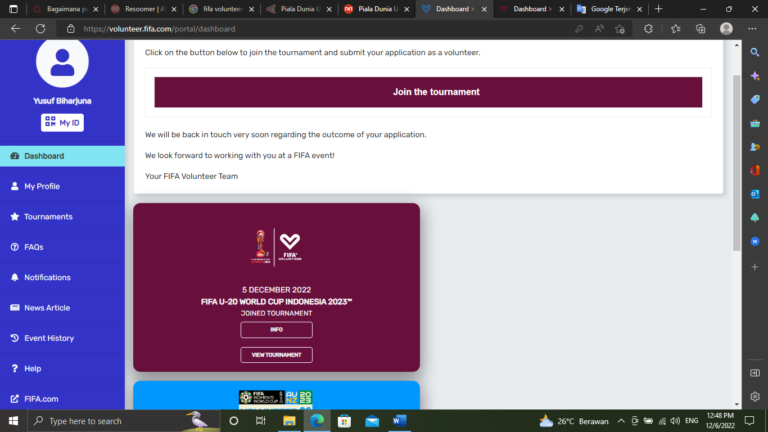 Bagaimana pe
Resoomer | A
fifa volunteer
Piala Dunia U
Piala Dunia U
Dashboard >
Dashboard >
Google Terjer
https://volunteer.fifa.com/portal/dashboard
Click on the button below to join the tournament and submit your application as a volunteer.
Join the tournament
We will be back in touch very soon regarding the outcome of your application.
We look forward to working with you at a FIFA event!
Your FIFA Volunteer Team
Yusuf Biharjuna
My ID
Dashboard
My Profile
Tournaments
FAQs
Notifications
News Article
Event History
Help
FIFA.com
FIFA®
VOLUNTEERS
5 DECEMBER 2022
FIFA U-20 WORLD CUP INDONESIA 2023™
JOINED TOURNAMENT
INFO
VIEW TOURNAMENT
FIFA
WOMEN'S
WORLD CUP
AU 20
NZ 23
Type here to search
26°C Berawan
ENG
12:48 PM
12/6/2022